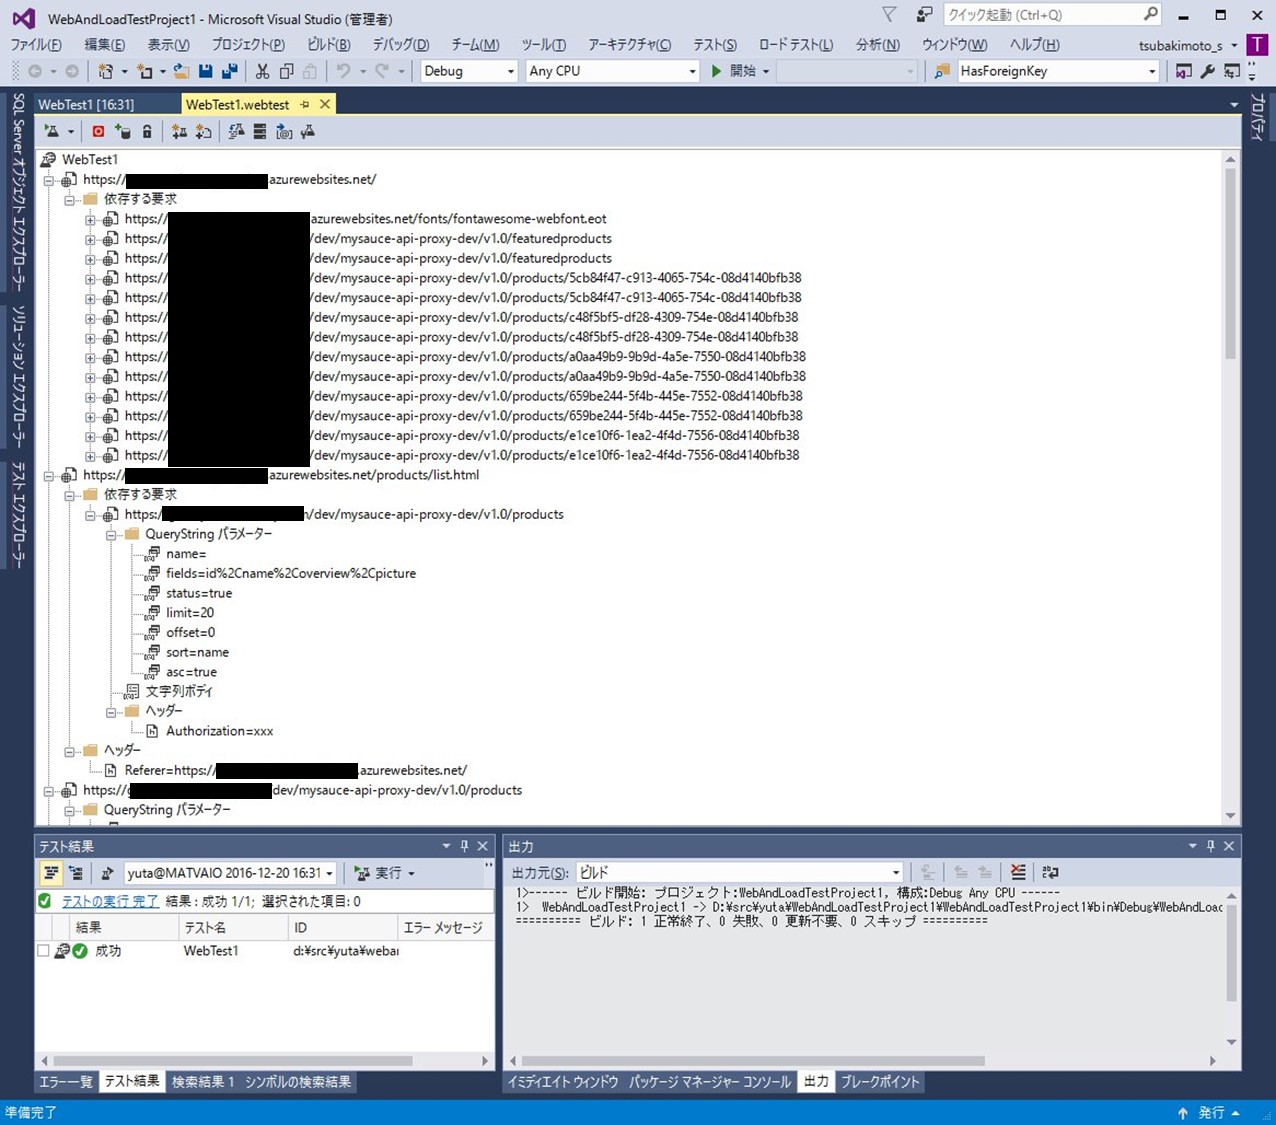 WebAndLoadTestProject1 - Microsoft Visual Studio (管理者)
クイック起動 (Ctrl+Q)
ファイル(F) 編集(E) 表示(V) プロジェクト(P) ビルド(B) デバッグ(D) チーム(M) ツール(T) アーキテクチャ(C) テスト(S) ロード テスト(L) 分析(N) ウィンドウ(W) ヘルプ(H) tsubakimoto_s T
Debug Any CPU 開始 HasForeignKey
SQL Server オブジェクト エクスプローラー
ソリューション エクスプローラー
テスト エクスプローラー
プロパティ
WebTest1 [16:31] WebTest1.webtest
WebTest1
https:// azurewebsites.net/
依存する要求
https:// azurewebsites.net/fonts/fontawesome-webfont.eot
https:// /dev/mysauce-api-proxy-dev/v1.0/featuredproducts
https:// /dev/mysauce-api-proxy-dev/v1.0/featuredproducts
https:// /dev/mysauce-api-proxy-dev/v1.0/products/5cb84f47-c913-4065-754c-08d4140bfb38
https:// /dev/mysauce-api-proxy-dev/v1.0/products/5cb84f47-c913-4065-754c-08d4140bfb38
https:// /dev/mysauce-api-proxy-dev/v1.0/products/c48f5bf5-df28-4309-754e-08d4140bfb38
https:// /dev/mysauce-api-proxy-dev/v1.0/products/c48f5bf5-df28-4309-754e-08d4140bfb38
https:// /dev/mysauce-api-proxy-dev/v1.0/products/a0aa49b9-9b9d-4a5e-7550-08d4140bfb38
https:// /dev/mysauce-api-proxy-dev/v1.0/products/a0aa49b9-9b9d-4a5e-7550-08d4140bfb38
https:// /dev/mysauce-api-proxy-dev/v1.0/products/659be244-5f4b-445e-7552-08d4140bfb38
https:// /dev/mysauce-api-proxy-dev/v1.0/products/659be244-5f4b-445e-7552-08d4140bfb38
https:// /dev/mysauce-api-proxy-dev/v1.0/products/e1ce10f6-1ea2-4f4d-7556-08d4140bfb38
https:// /dev/mysauce-api-proxy-dev/v1.0/products/e1ce10f6-1ea2-4f4d-7556-08d4140bfb38
https:// azurewebsites.net/products/list.html
依存する要求
https:/ /dev/mysauce-api-proxy-dev/v1.0/products
QueryString パラメーター
name=
fields=id%2Cname%2Coverview%2Cpicture
status=true
limit=20
offset=0
sort=name
asc=true
文字列ボディ
ヘッダー
Authorization=xxx
ヘッダー
Referer=https:// .azurewebsites.net/
https:// dev/mysauce-api-proxy-dev/v1.0/products
QueryString パラメーター
テスト結果
yuta@MATVAIO 2016-12-20 16:31 実行
テストの実行 完了 結果: 成功 1/1; 選択された項目: 0
結果 テスト名 ID エラー メッセージ
成功 WebTest1 d:¥src¥yuta¥weba
エラー一覧 テスト結果 検索結果 1 シンボルの検索結果
出力
出力元(S): ビルド
1>------ ビルド開始: プロジェクト:WebAndLoadTestProject1, 構成:Debug Any CPU ------
1> WebAndLoadTestProject1 -> D:¥src¥yuta¥WebAndLoadTestProject1¥WebAndLoadTestProject1¥bin¥Debug¥WebAndLoad
========== ビルド: 1 正常終了、0 失敗、0 更新不要、0 スキップ ==========
イミディエイト ウィンドウ パッケージ マネージャー コンソール 出力 ブレークポイント
準備完了 発行